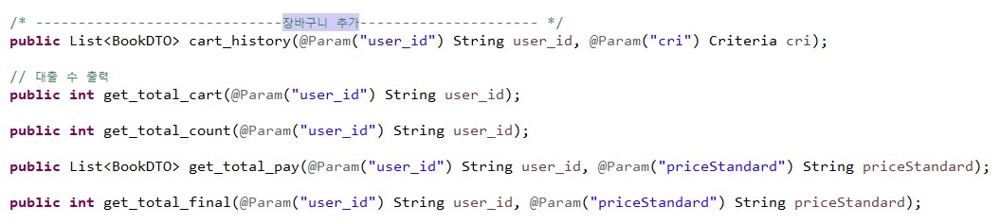 /* -----------------------------장바구니 추가--------------------- */
public List<BookDTO> cart_history(@Param("user_id") String user_id, @Param("cri") Criteria cri);
// 대출 수 출력
public int get_total_cart(@Param("user_id") String user_id);
public int get_total_count(@Param("user_id") String user_id);
public List<BookDTO> get_total_pay(@Param("user_id") String user_id, @Param("priceStandard") String priceStandard);
public int get_total_final(@Param("user_id") String user_id, @Param("priceStandard") String priceStandard);